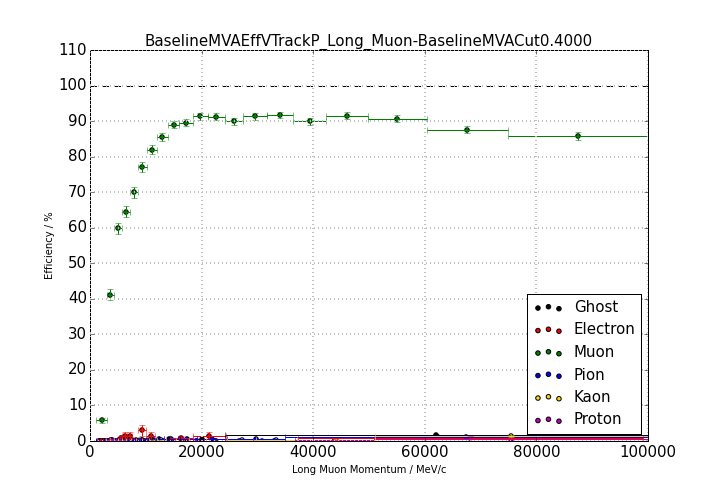 BaselineMVAEffVTrackP_Long_Muon-BaselineMVACut0.4000
110
100
90
80
70
60
50
40
30
20
10
0
Efficiency / %
Ghost
Electron
Muon
Pion
Kaon
Proton
0 20000 40000 60000 80000 100000
Long Muon Momentum / MeV/c